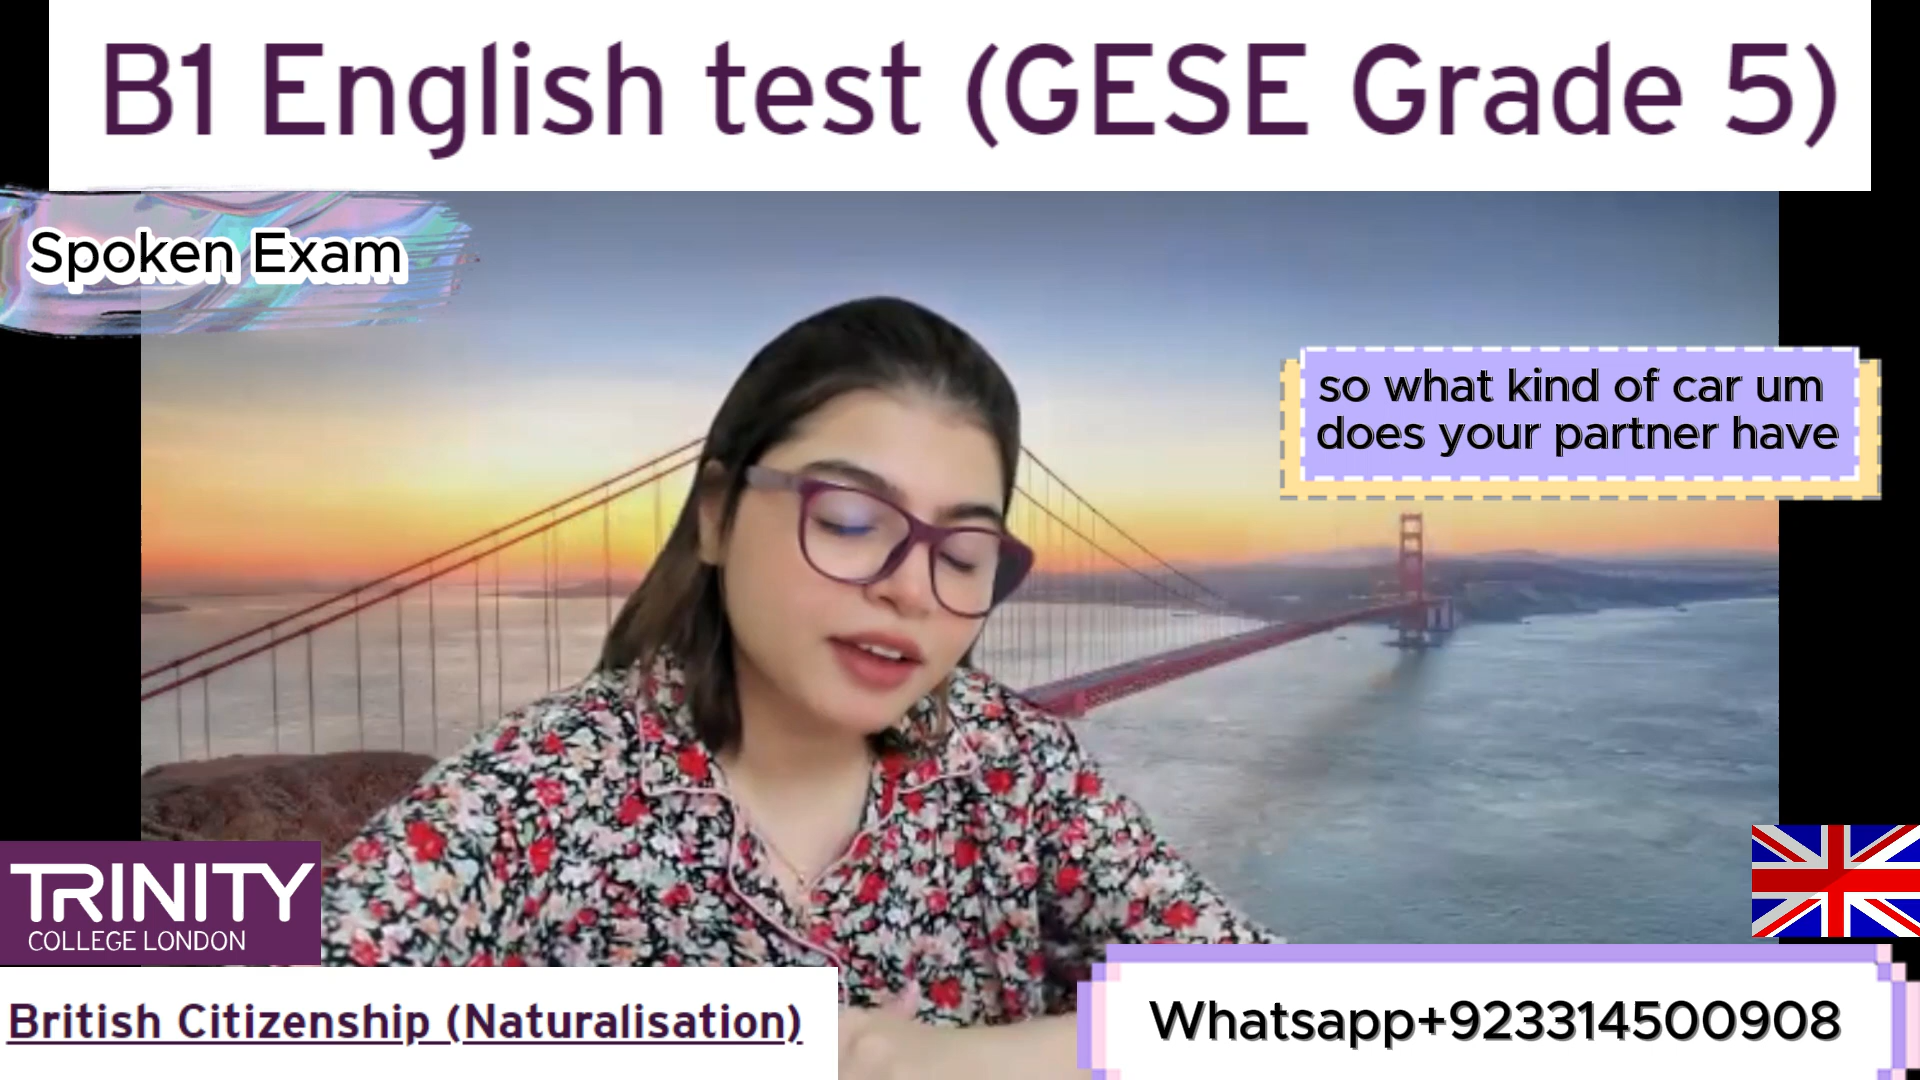 B1 English test (GESE Grade 5)
Spoken Exam
so what kind of car um
does your partner have
TRINITY
COLLEGE LONDON
British Citizenship (Naturalisation)
Whatsapp+923314500908